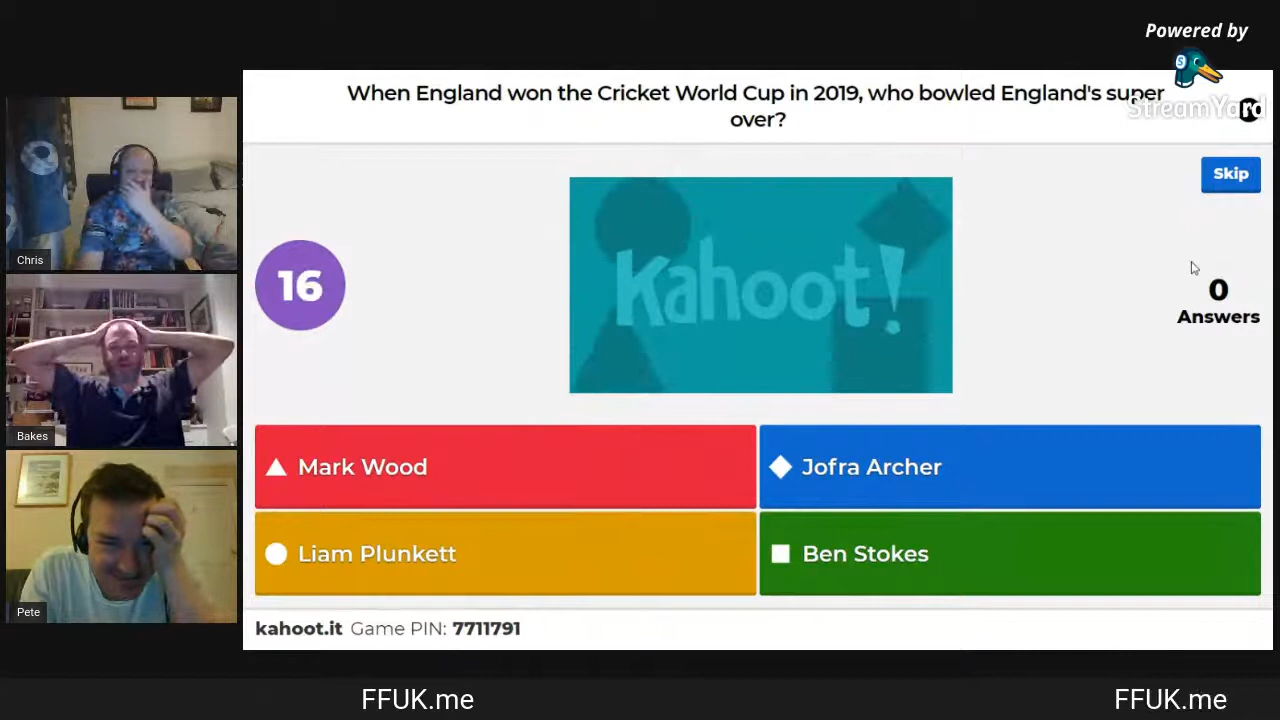 Powered by
StreamYard
When England won the Cricket World Cup in 2019, who bowled England's super
over?
Skip
Kahoot!
16
0
Answers
Chris
Bakes
Pete
Mark Wood
Jofra Archer
Liam Plunkett
Ben Stokes
kahoot.it Game PIN: 7711791
FFUK.me
FFUK.me